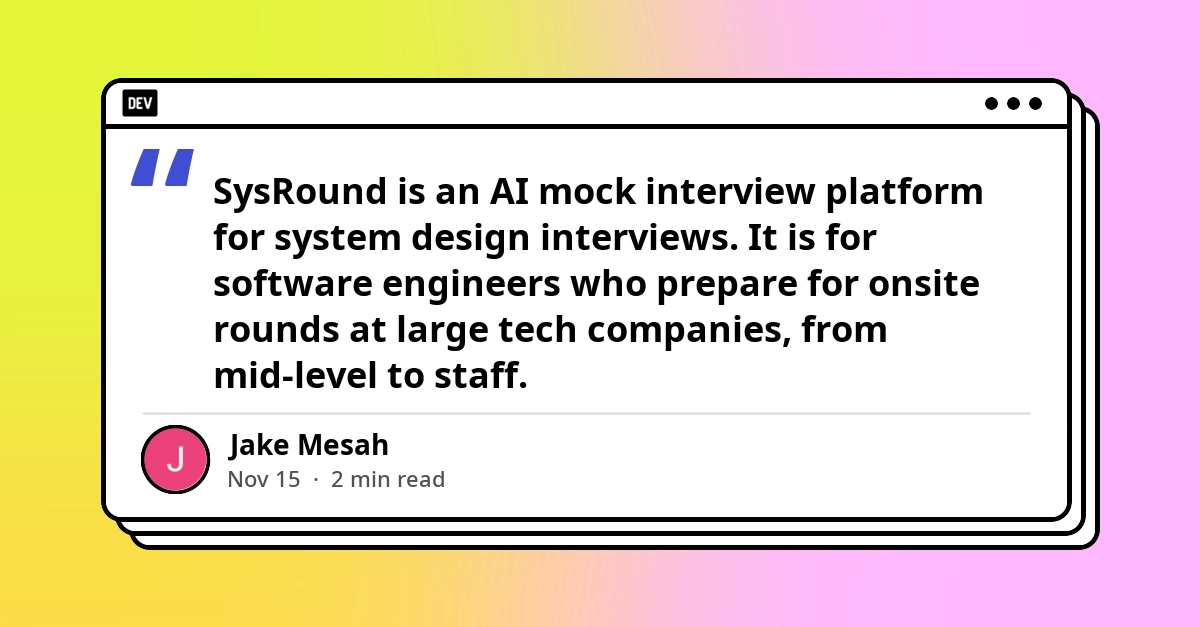 DEV
“
SysRound is an AI mock interview platform
for system design interviews. It is for
software engineers who prepare for onsite
rounds at large tech companies, from
mid-level to staff.
J
Jake Mesah
Nov 15 · 2 min read